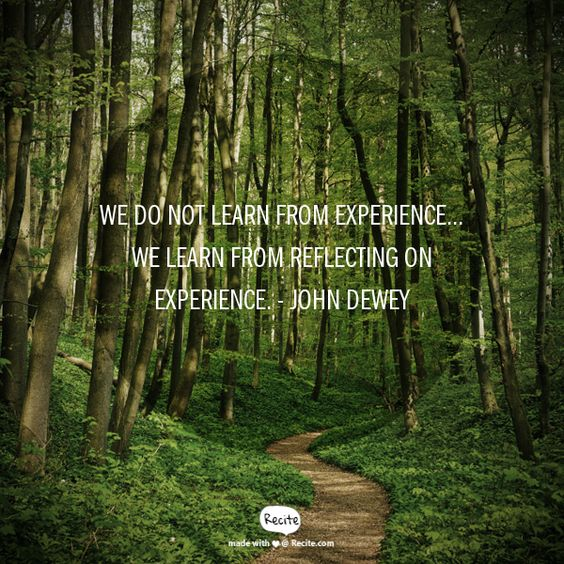 WE DO NOT LEARN FROM EXPERIENCE...
WE LEARN FROM REFLECTING ON
EXPERIENCE. - JOHN DEWEY
Recite
made with ❤ @ Recite.com